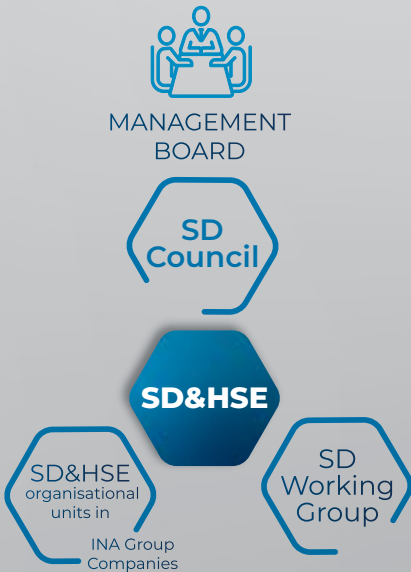 MANAGEMENT
BOARD
SD
Council
SD&HSE
SD&HSE
organisational
units in
INA Group
Companies
SD
Working
Group